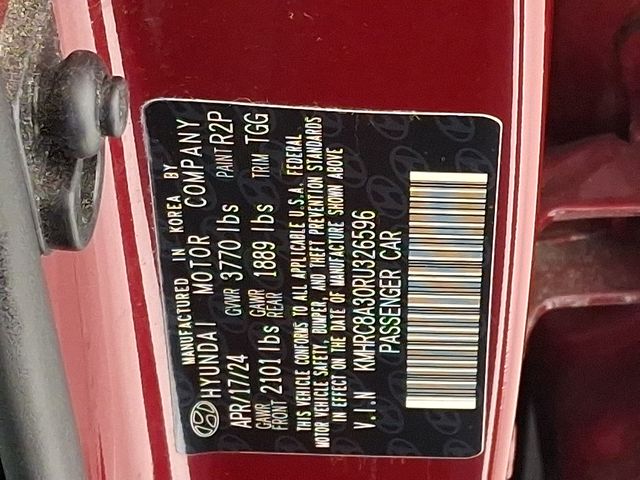 MANUFACTURED IN KOREA BY
HYUNDAI MOTOR COMPANY
APR/17/24 GVWR 3770 lbs PAINT R2P
GAWR FRONT 2101 lbs GAWR REAR 1889 lbs TRIM TGG
THIS VEHICLE CONFORMS TO ALL APPLICABLE U.S.A. FEDERAL
MOTOR VEHICLE SAFETY, BUMPER, AND THEFT PREVENTION STANDARDS
IN EFFECT ON THE DATE OF MANUFACTURE SHOWN ABOVE
V.I.N KMHRC8A30RU326596
PASSENGER CAR